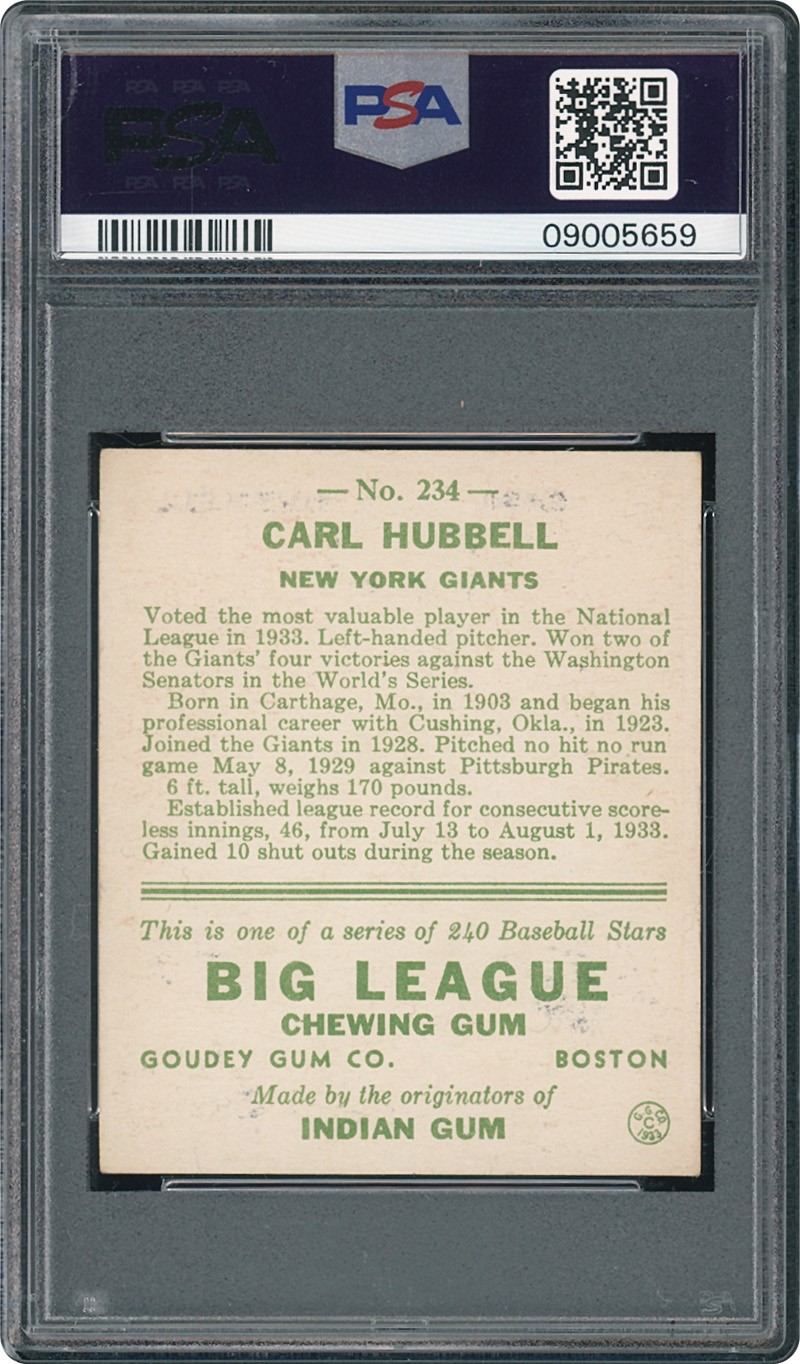 PSA PSA PSA
PSA
PSA PSA PSA
PSA
09005659
— No. 234 —
CARL HUBBELL
NEW YORK GIANTS
Voted the most valuable player in the National
League in 1933. Left-handed pitcher. Won two of
the Giants' four victories against the Washington
Senators in the World's Series.
Born in Carthage, Mo., in 1903 and began his
professional career with Cushing, Okla., in 1923.
Joined the Giants in 1928. Pitched no hit no run
game May 8, 1929 against Pittsburgh Pirates.
6 ft. tall, weighs 170 pounds.
Established league record for consecutive score-
less innings, 46, from July 13 to August 1, 1933.
Gained 10 shut outs during the season.
This is one of a series of 240 Baseball Stars
BIG LEAGUE
CHEWING GUM
GOUDEY GUM CO. BOSTON
Made by the originators of
INDIAN GUM
G. G. CO.
C
1933